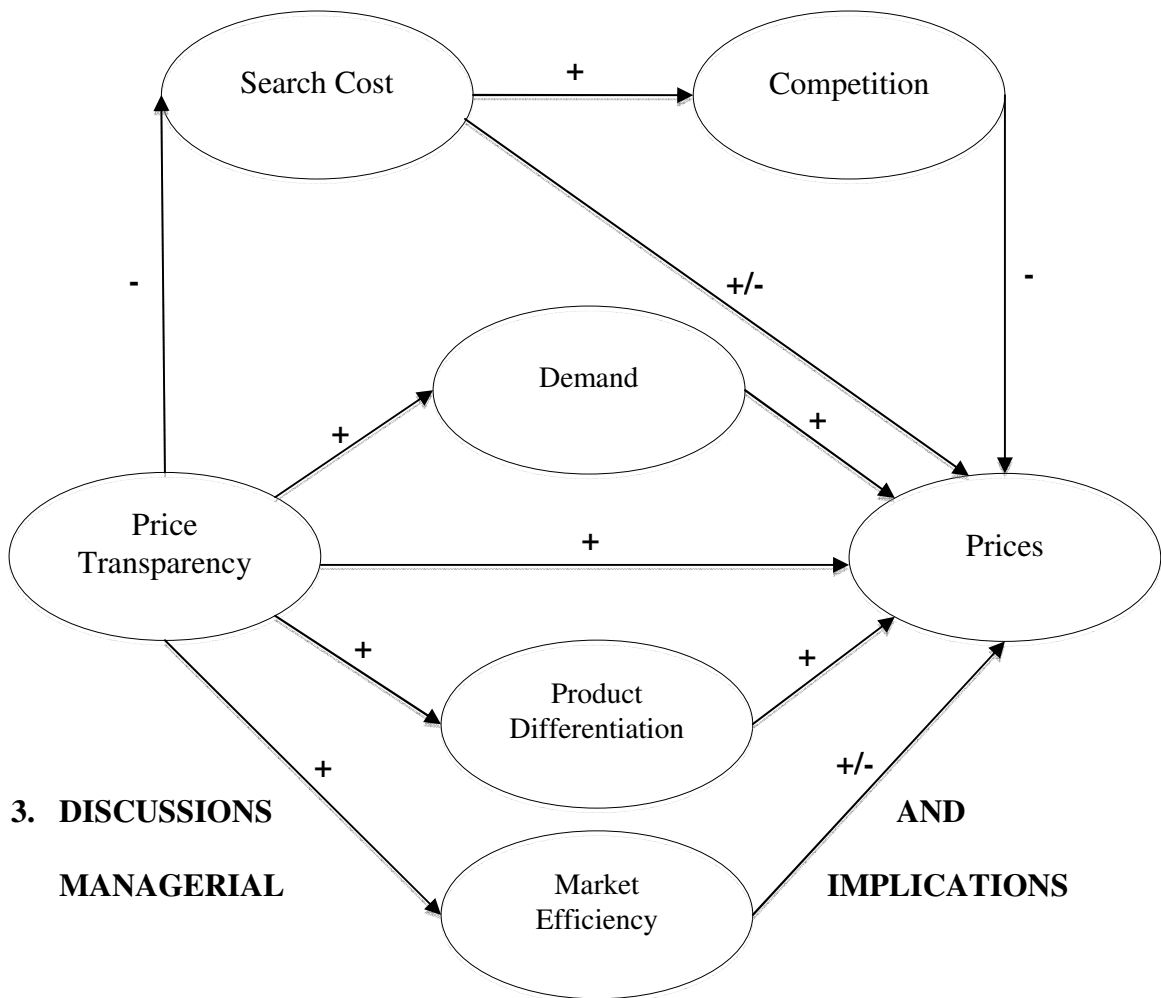 Search Cost
+
Competition
-
+/-
-
Demand
+
+
Price
Transparency
+
Prices
+
Product
Differentiation
+
+
+/-
3. DISCUSSIONS AND
MANAGERIAL IMPLICATIONS
Market
Efficiency